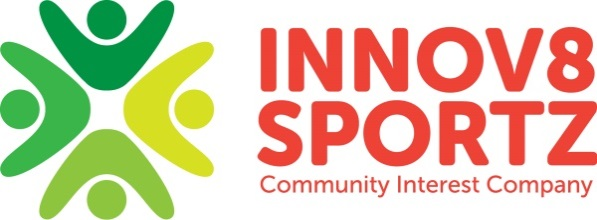 INNOV8
SPORTZ
Community Interest Company